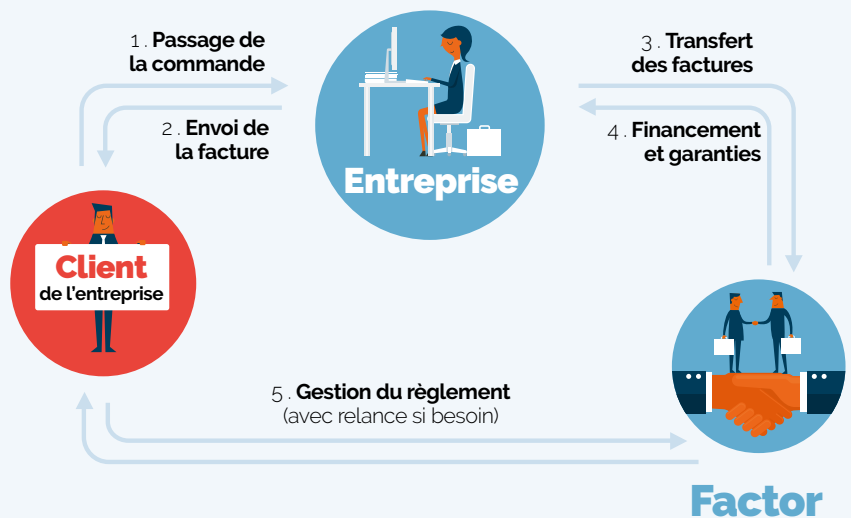 1 . Passage de
la commande
2 . Envoi de
la facture
Entreprise
3 . Transfert
des factures
4 . Financement
et garanties
Client
de l'entreprise
5 . Gestion du règlement
(avec relance si besoin)
Factor